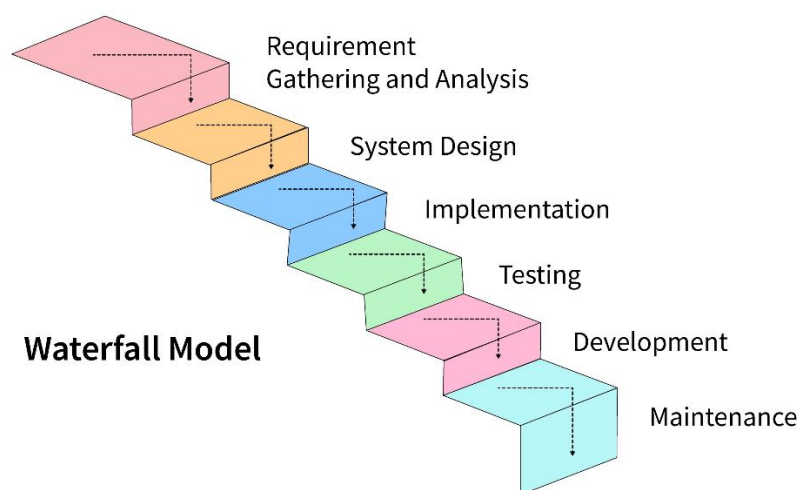 Requirement
Gathering and Analysis
System Design
Implementation
Testing
Waterfall Model
Development
Maintenance